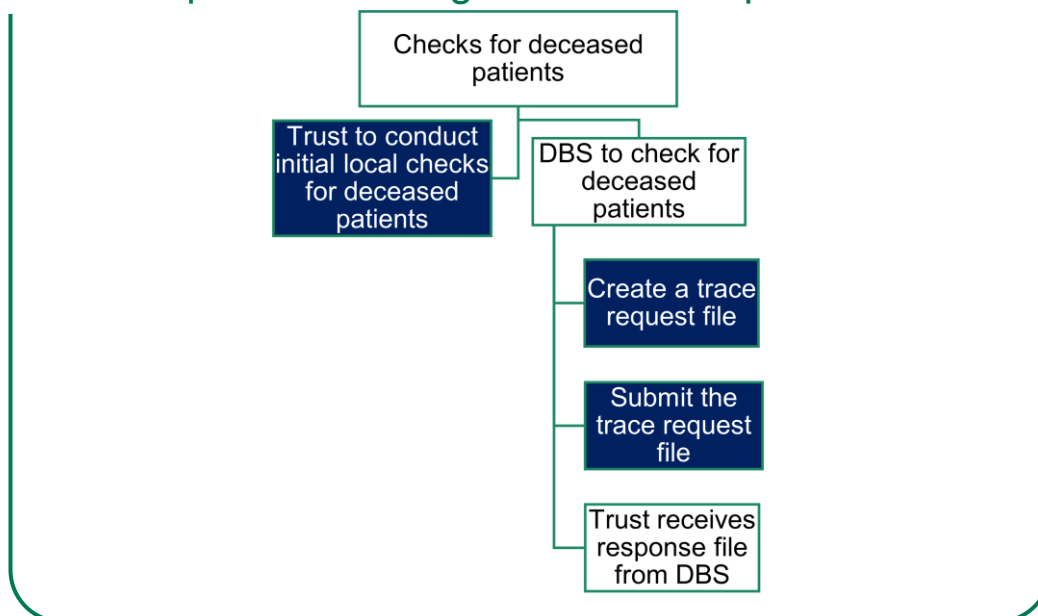 Checks for deceased
patients
Trust to conduct
initial local checks
for deceased
patients
DBS to check for
deceased
patients
Create a trace
request file
Submit the
trace request
file
Trust receives
response file
from DBS